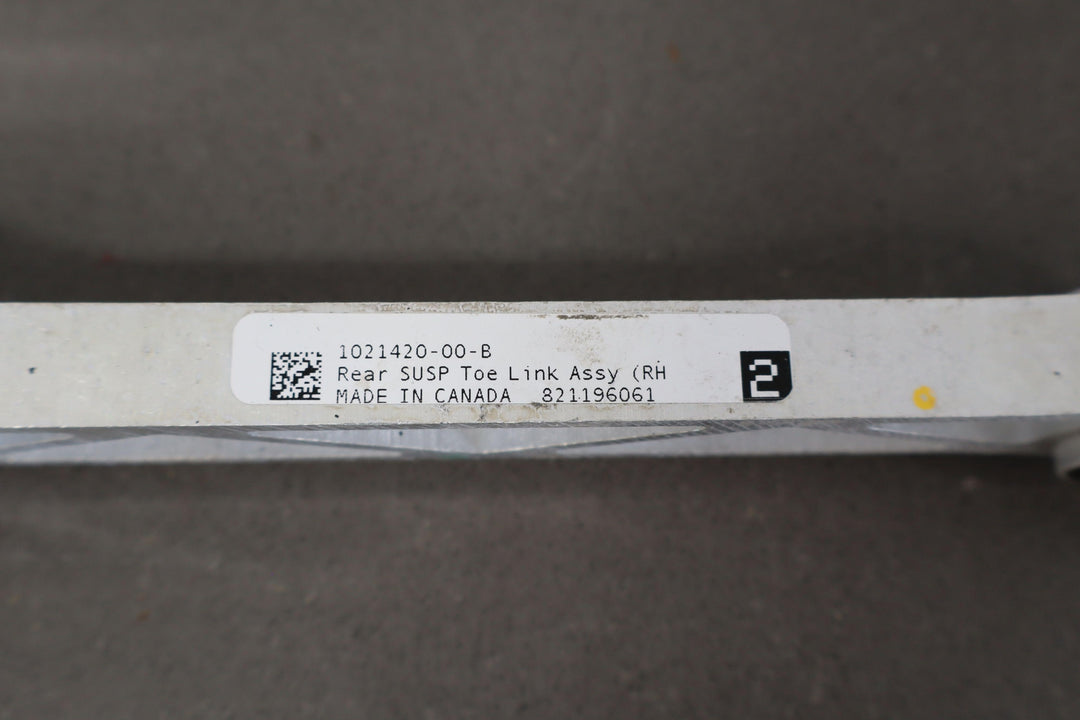 1021420-00-B
Rear SUSP Toe Link Assy (RH
MADE IN CANADA 821196061
2